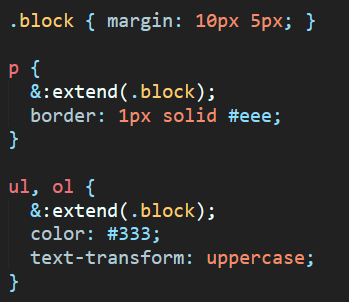 .block { margin: 10px 5px; }
p {
&:extend(.block);
border: 1px solid #eee;
}
ul, ol {
&:extend(.block);
color: #333;
text-transform: uppercase;
}